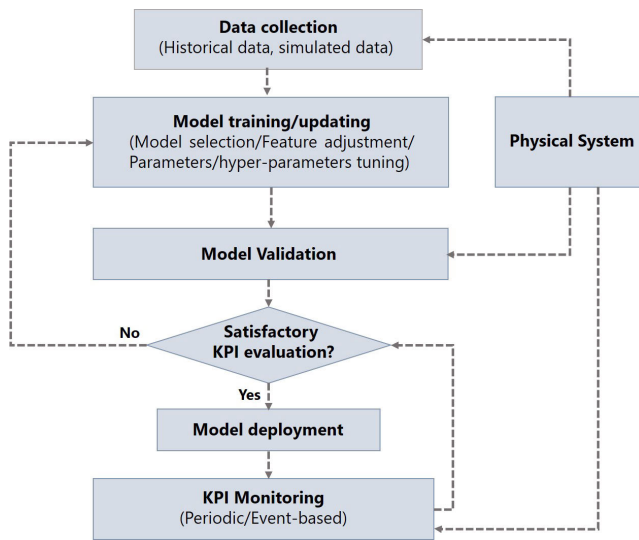 Data collection
(Historical data, simulated data)
Model training/updating
(Model selection/Feature adjustment/
Parameters/hyper-parameters tuning)
Physical System
Model Validation
No
Satisfactory
KPI evaluation?
Yes
Model deployment
KPI Monitoring
(Periodic/Event-based)